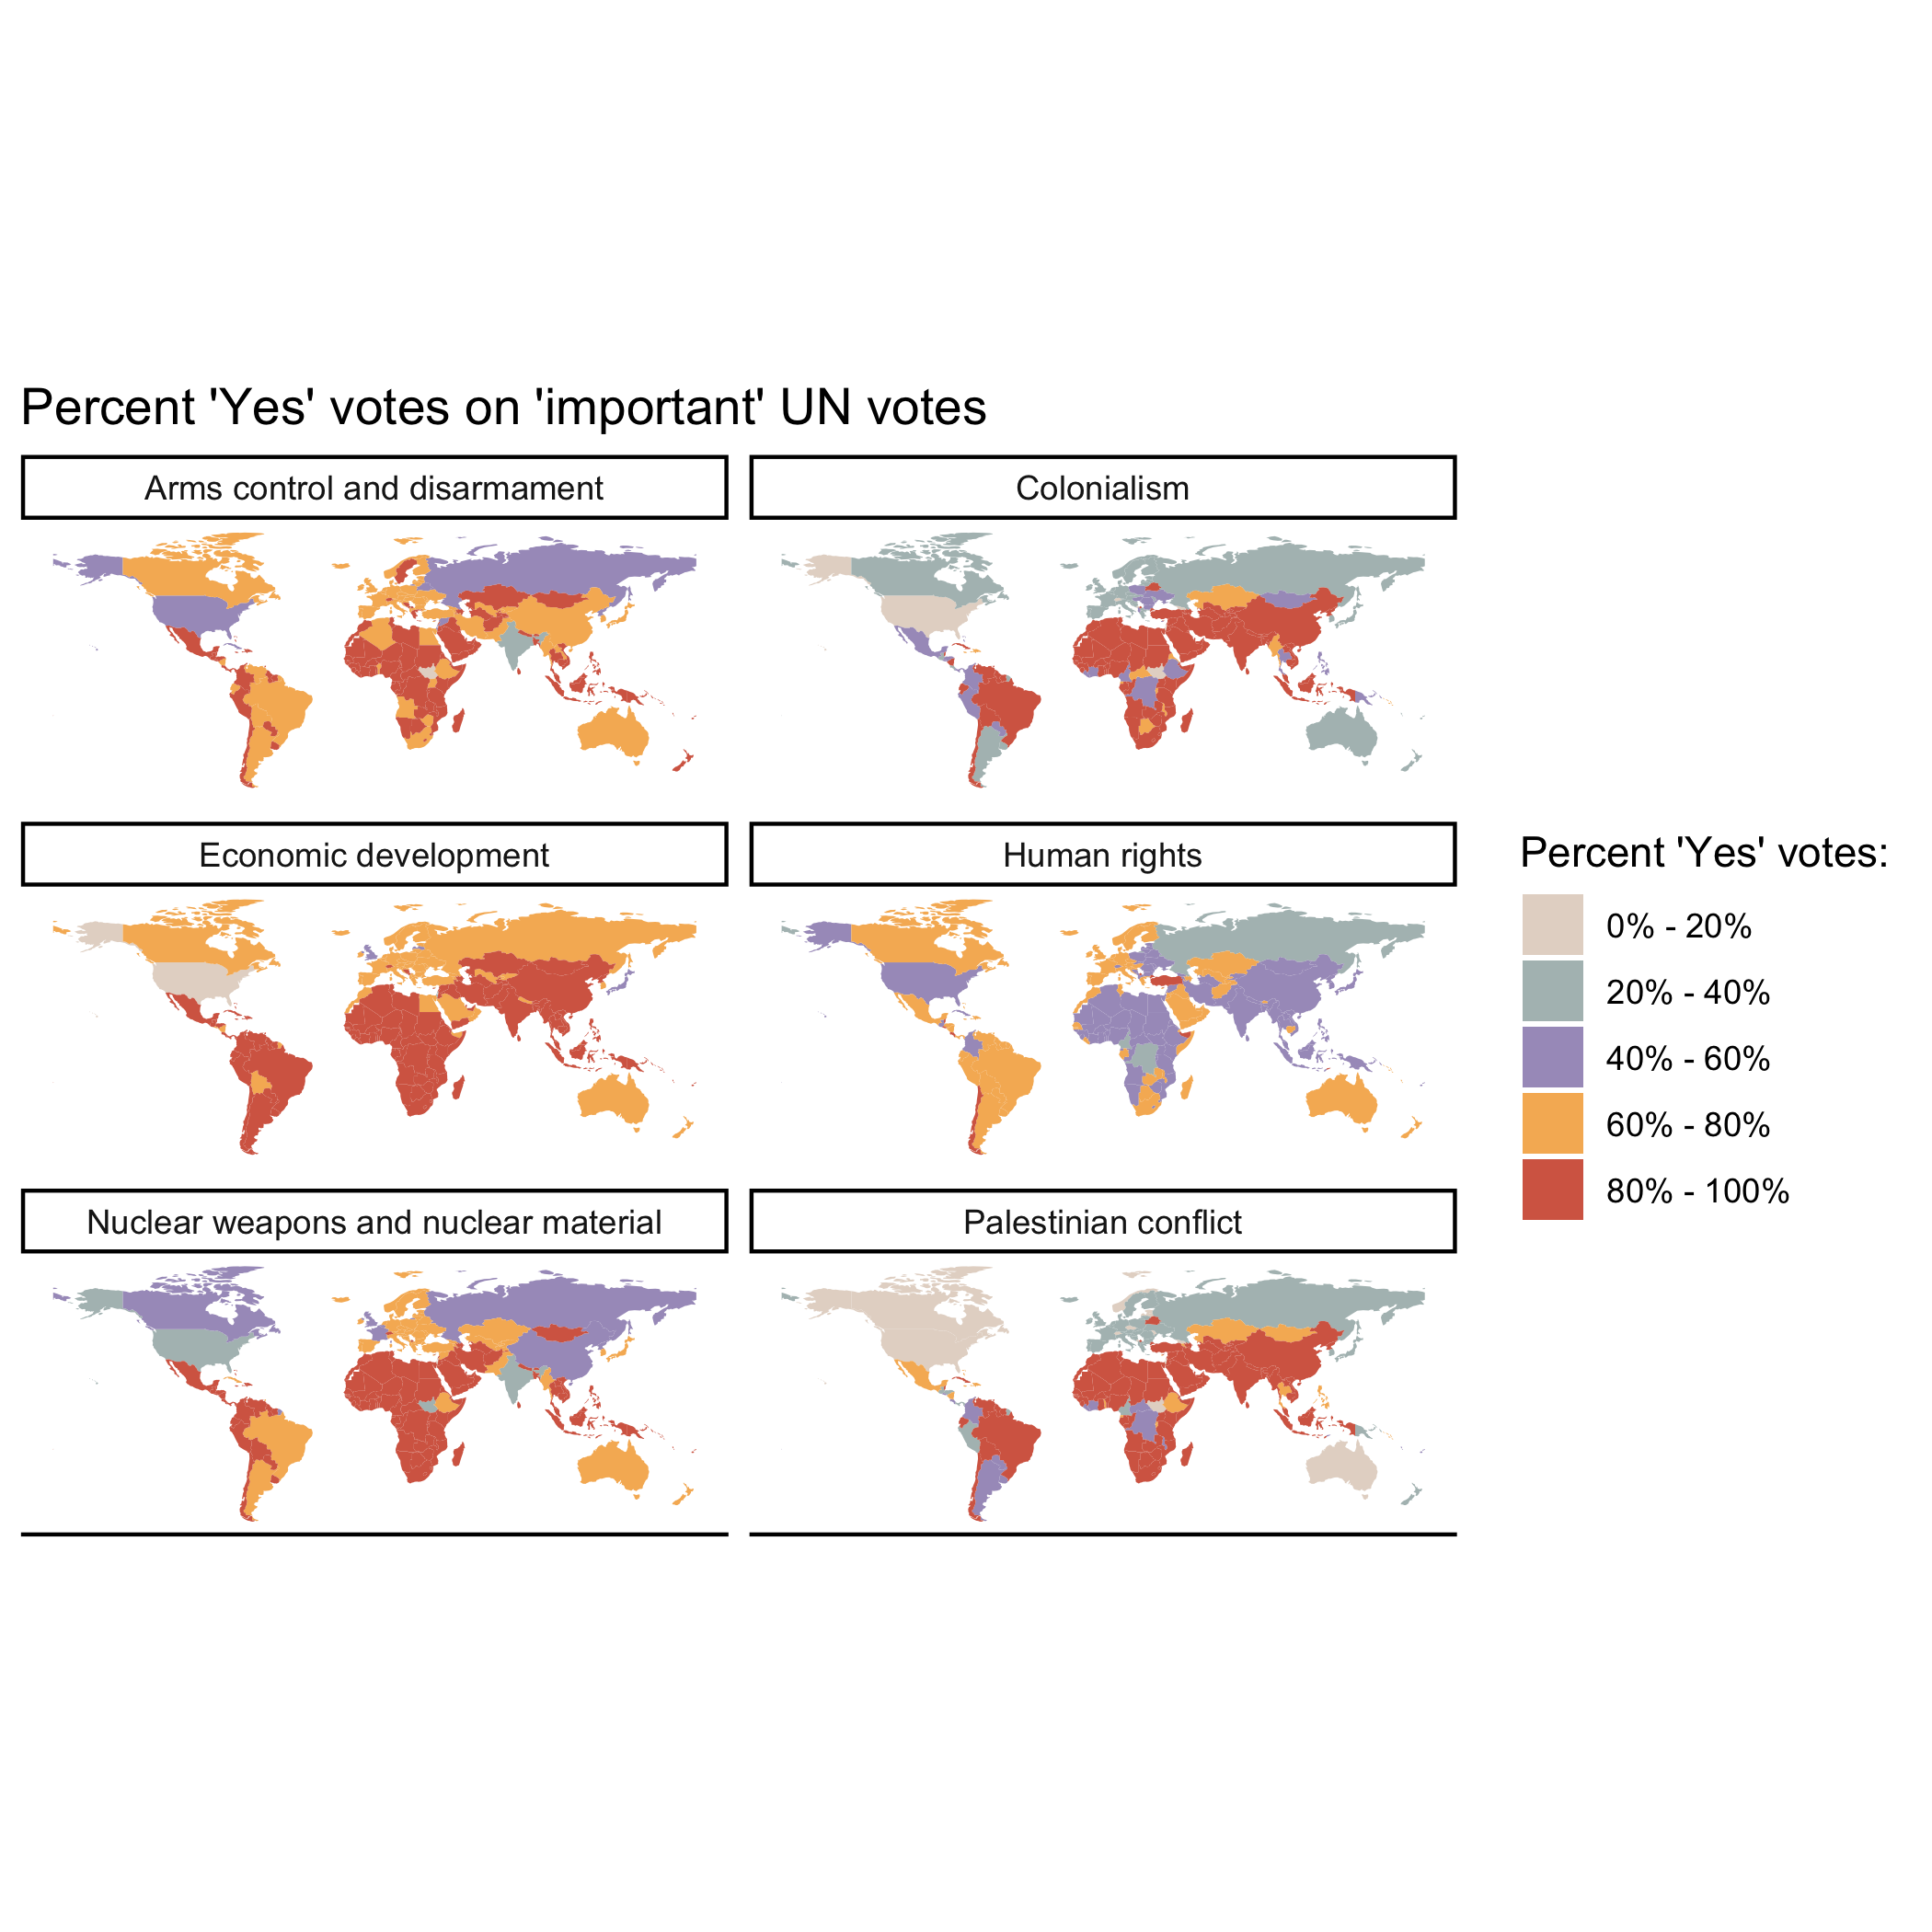 Percent 'Yes' votes on 'important' UN votes
Arms control and disarmament
Colonialism
Economic development
Human rights
Nuclear weapons and nuclear material
Palestinian conflict
Percent 'Yes' votes:
0% - 20%
20% - 40%
40% - 60%
60% - 80%
80% - 100%